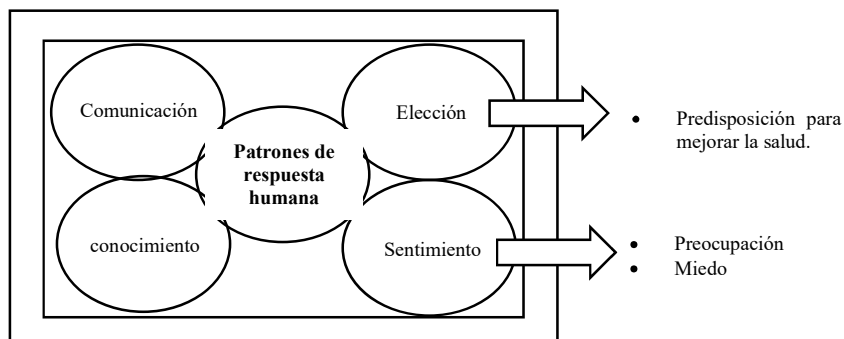 Comunicación
Elección
Patrones de
respuesta
humana
conocimiento
Sentimiento
• Predisposición para
mejorar la salud.
• Preocupación
• Miedo